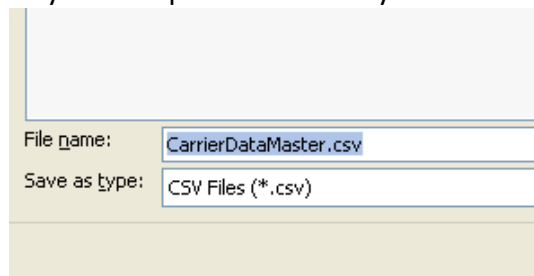 File name:
CarrierDataMaster.csv
Save as type:
CSV Files (*.csv)